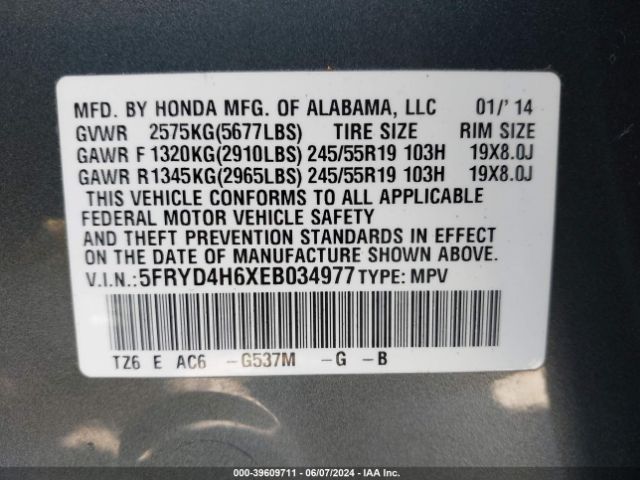 MFD. BY HONDA MFG. OF ALABAMA, LLC 01/'14
GVWR 2575KG(5677LBS) TIRE SIZE RIM SIZE
GAWR F 1320KG(2910LBS) 245/55R19 103H 19X8.0J
GAWR R1345KG(2965LBS) 245/55R19 103H 19X8.0J
THIS VEHICLE CONFORMS TO ALL APPLICABLE
FEDERAL MOTOR VEHICLE SAFETY
AND THEFT PREVENTION STANDARDS IN EFFECT
ON THE DATE OF MANUFACTURE SHOWN ABOVE.
V.I.N.:5FRYD4H6XEB034977 TYPE: MPV
TZ6 E AC6 -G537M -G -B
000-39609711 - 06/07/2024 - IAA Inc.